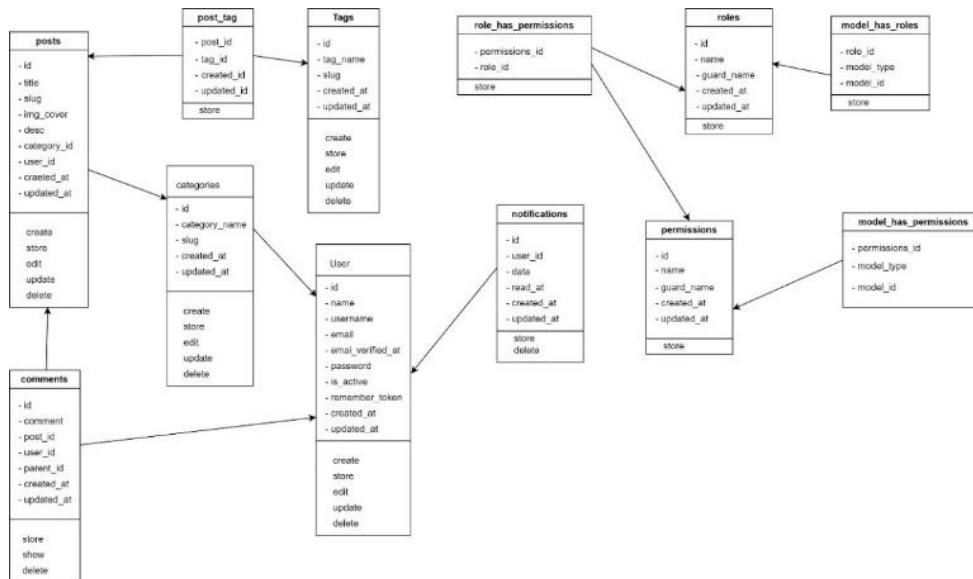 posts
- id
- title
- slug
- img_cover
- desc
- category_id
- user_id
- craeted_at
- updated_at
create
store
edit
update
delete
post_tag
- post_id
- tag_id
- created_id
- updated_id
store
Tags
- id
- tag_name
- slug
- created_at
- updated_at
create
store
edit
update
delete
categories
- id
- category_name
- slug
- created_at
- updated_at
create
store
edit
update
delete
comments
- id
- comment
- post_id
- user_id
- parent_id
- created_at
- updated_at
store
show
delete
User
- id
- name
- username
- email
- emai_verified_at
- password
- is_active
- remember_token
- created_at
- updated_at
create
store
edit
update
delete
role_has_permissions
- permissions_id
- role_id
store
roles
- id
- name
- guard_name
- created_at
- updated_at
store
model_has_roles
- role_id
- model_type
- model_id
store
notifications
- id
- user_id
- data
- read_at
- created_at
- updated_at
store
delete
permissions
- id
- name
- guard_name
- created_at
- updated_at
store
model_has_permissions
- permissions_id
- model_type
- model_id